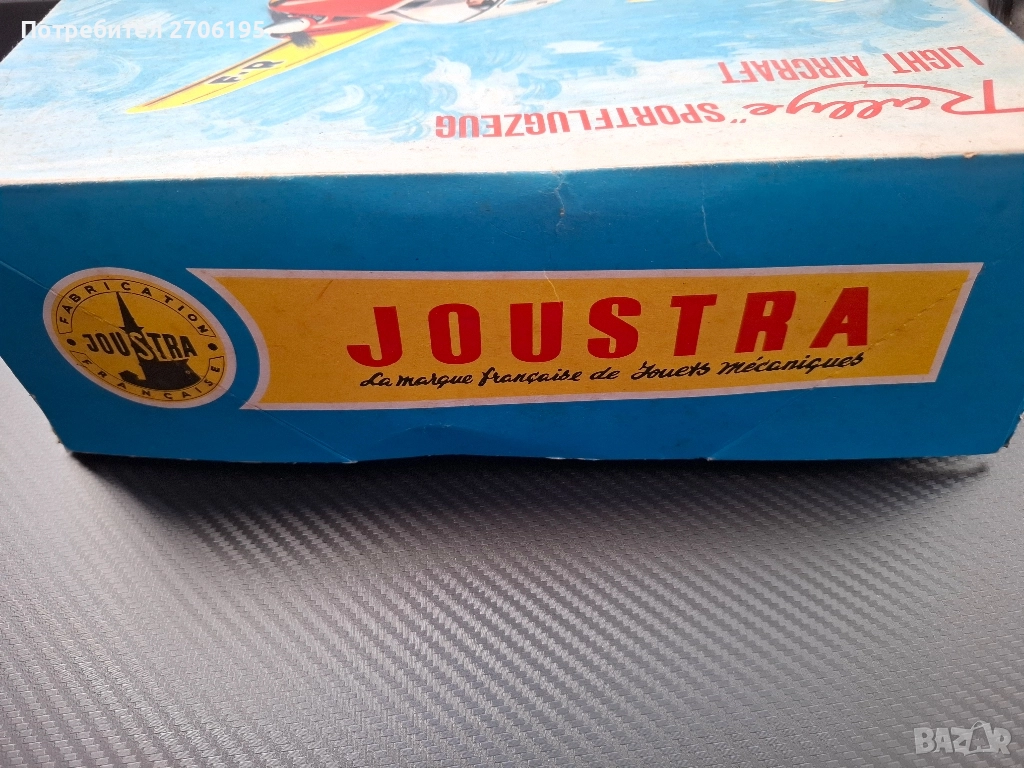 Потребител 2706195
F-Q
Rallye" SPORTFLUGZEUG
LIGHT AIRCRAFT
FABRICATION
JOUSTRA
FRANCAISE
JOUSTRA
La marque française de Jouets mécaniques
BAZAR